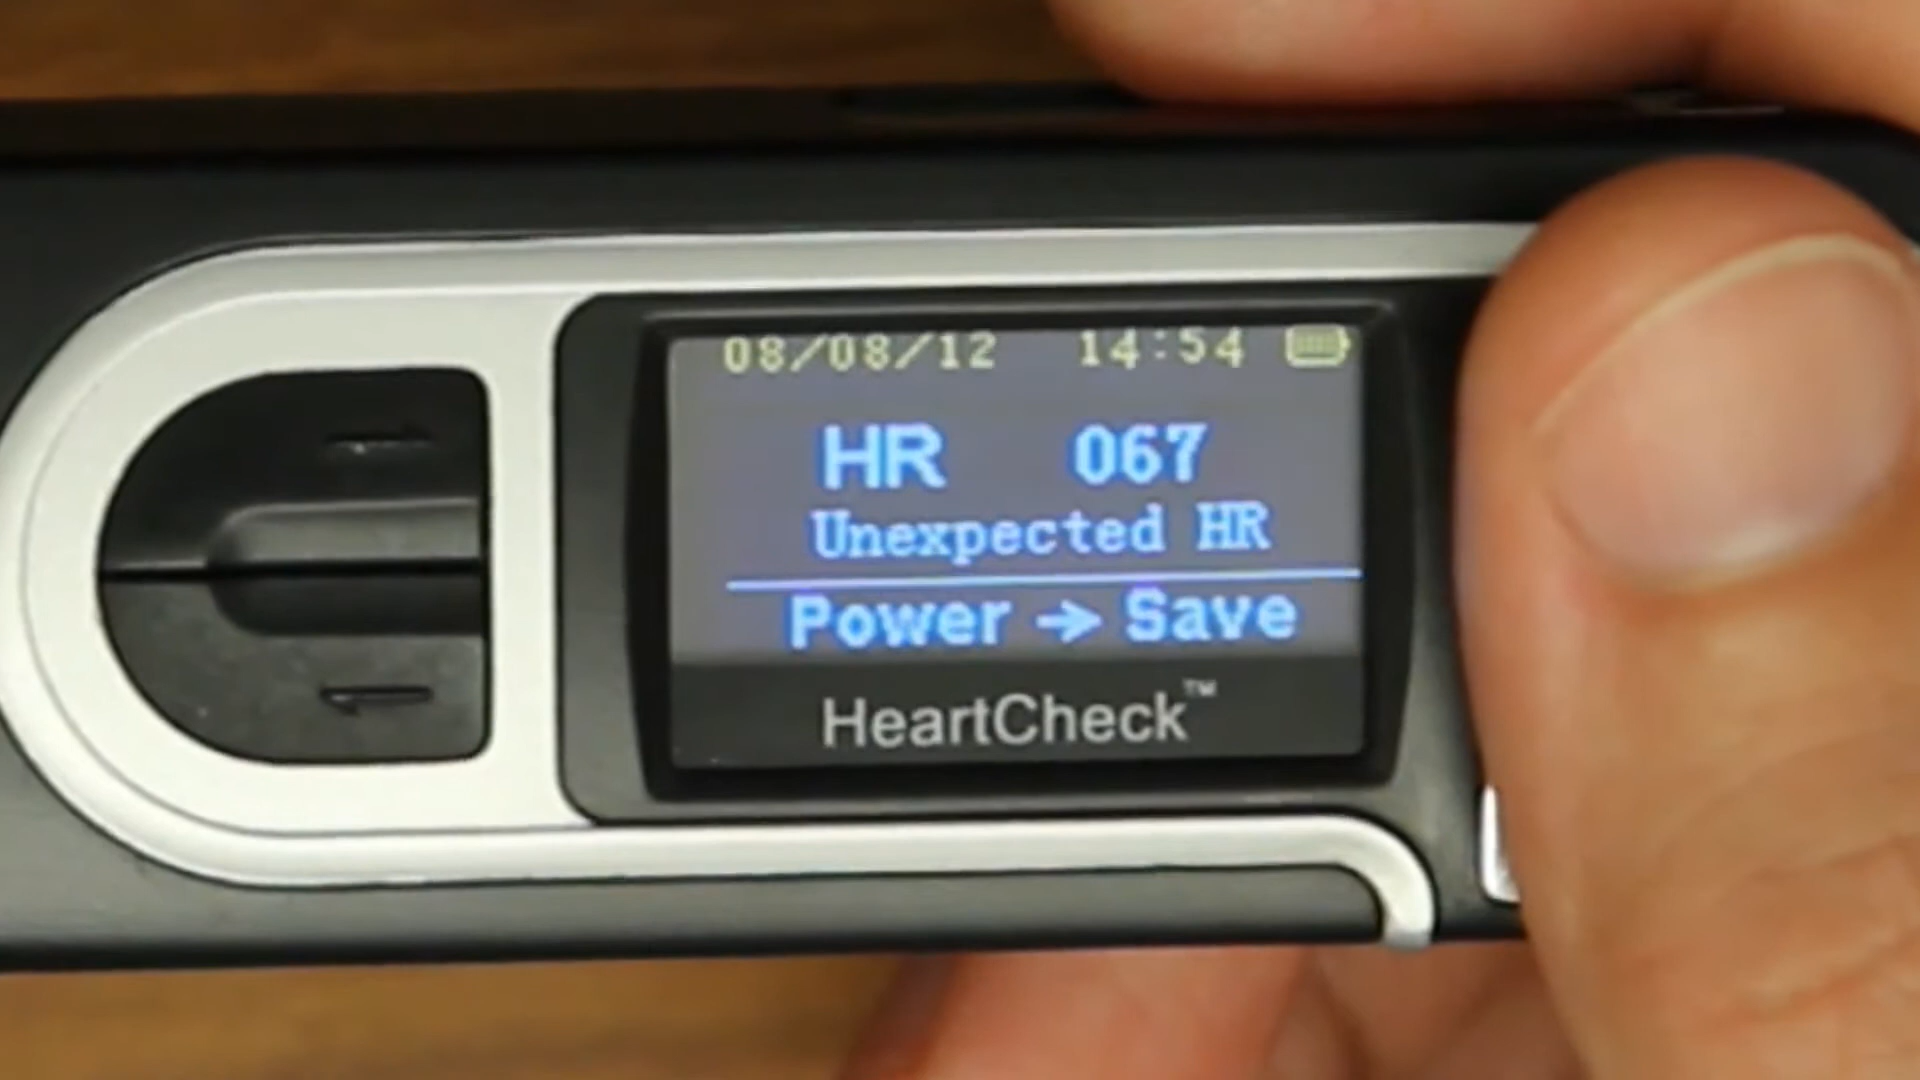 08/08/12 14:54
HR 067
Unexpected HR
Power → Save
HeartCheck™